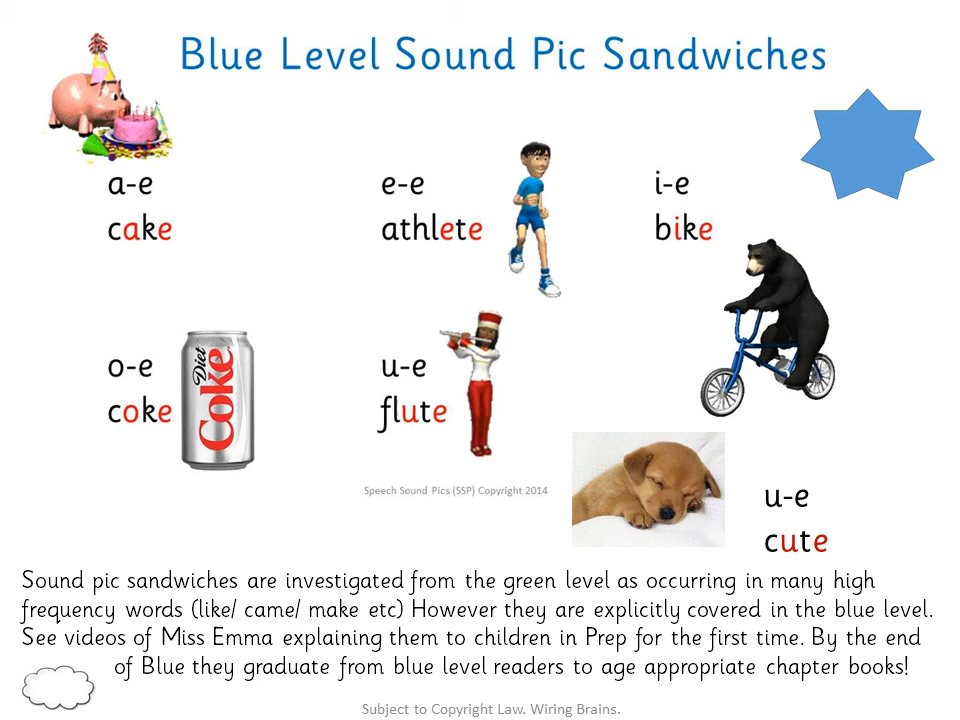 Blue Level Sound Pic Sandwiches
a-e
cake
e-e
athlete
i-e
bike
o-e
coke
Diet
Coke
u-e
flute
Speech Sound Pics (SSP) Copyright 2014
u-e
cute
Sound pic sandwiches are investigated from the green level as occurring in many high
frequency words (like/ came/ make etc) However they are explicitly covered in the blue level.
See videos of Miss Emma explaining them to children in Prep for the first time. By the end
of Blue they graduate from blue level readers to age appropriate chapter books!
Subject to Copyright Law. Wiring Brains.